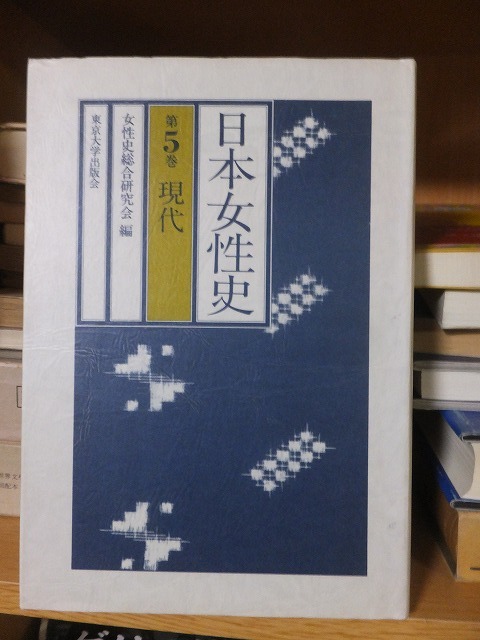 日本女性史
第5巻 現代
女性史総合研究会 編
東京大学出版会